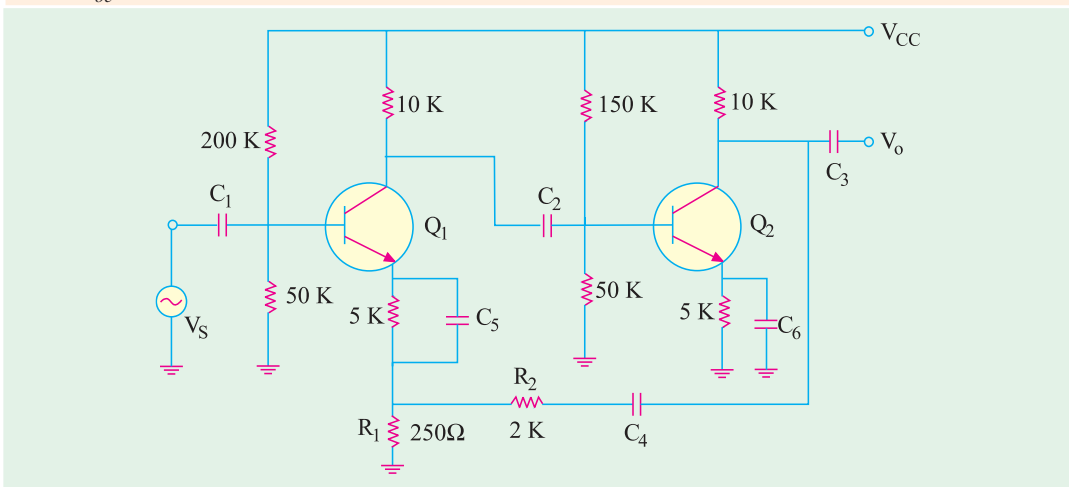 V_CC
10 K
150 K
10 K
200 K
V_o
C_3
C_1
C_2
Q_1
Q_2
50 K
50 K
5 K
C_5
5 K
C_6
V_S
R_2
R_1
250Ω
2 K
C_4